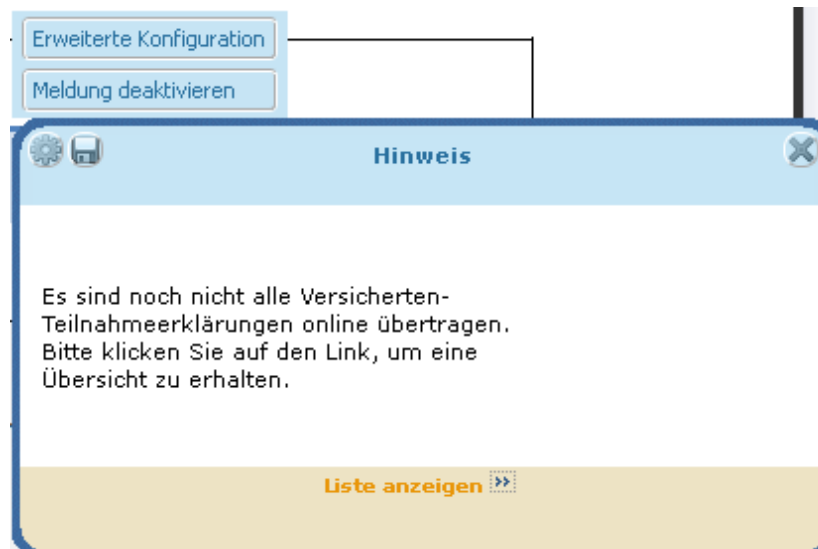 Erweiterte Konfiguration
Meldung deaktivieren
Hinweis
Es sind noch nicht alle Versicherten-
Teilnahmeerklärungen online übertragen.
Bitte klicken Sie auf den Link, um eine
Übersicht zu erhalten.
Liste anzeigen